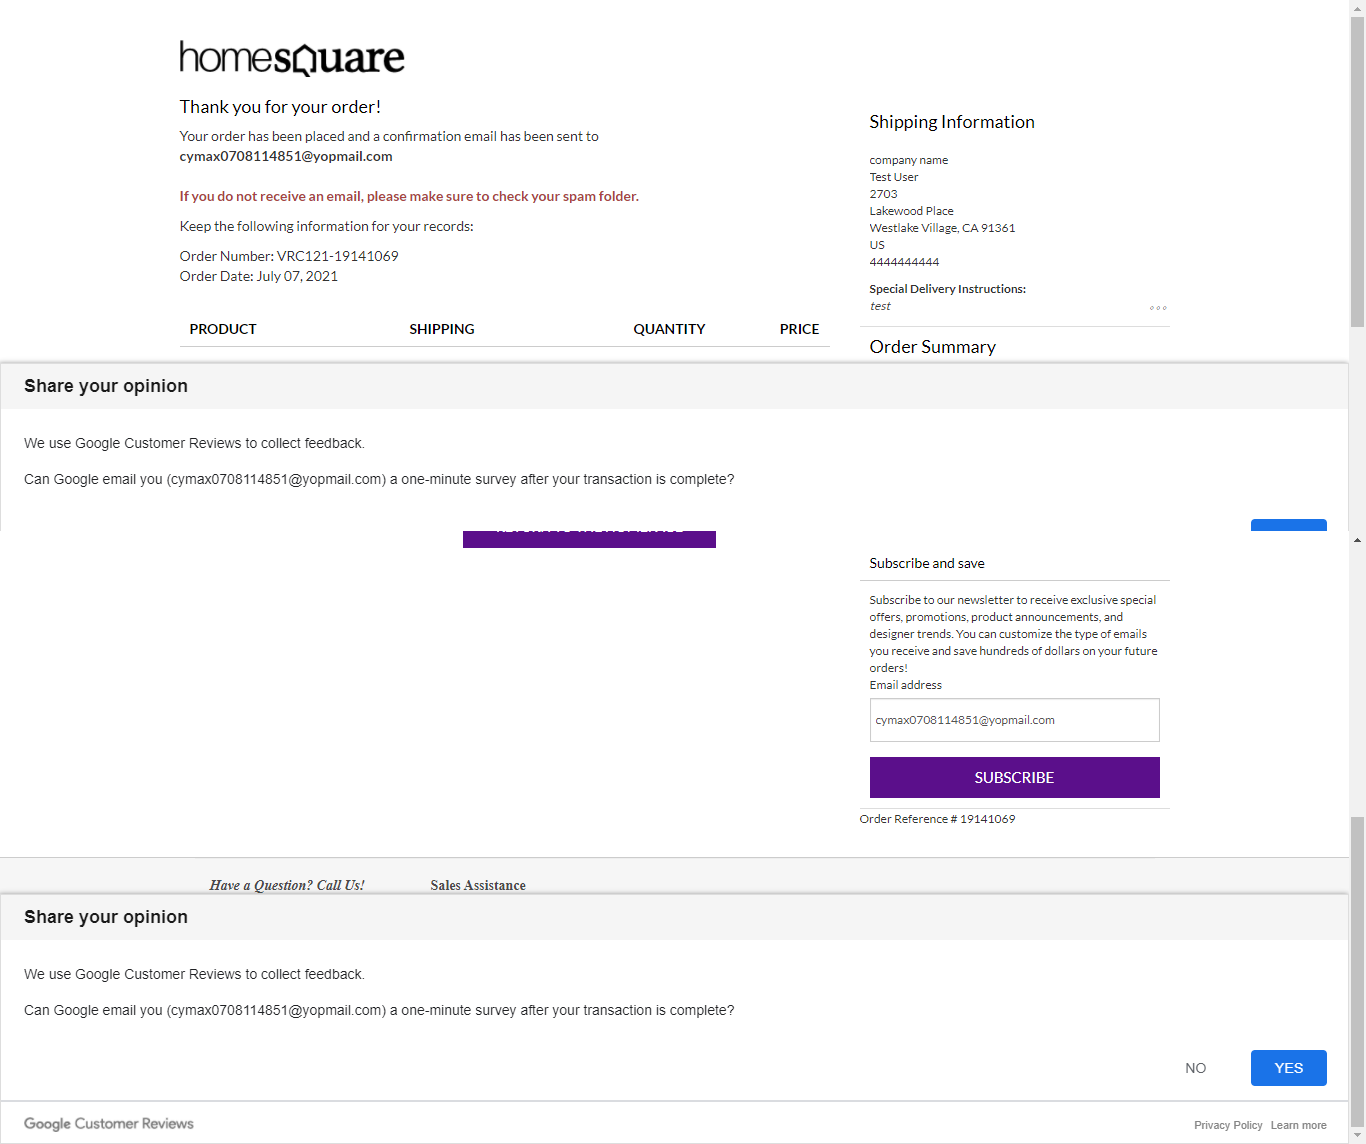 homesquare
Thank you for your order!
Your order has been placed and a confirmation email has been sent to
cymax0708114851@yopmail.com
If you do not receive an email, please make sure to check your spam folder.
Keep the following information for your records:
Order Number: VRC121-19141069
Order Date: July 07, 2021
PRODUCT SHIPPING QUANTITY PRICE
Shipping Information
company name
Test User
2703
Lakewood Place
Westlake Village, CA 91361
US
4444444444
Special Delivery Instructions:
test
Order Summary
Share your opinion
We use Google Customer Reviews to collect feedback.
Can Google email you (cymax0708114851@yopmail.com) a one-minute survey after your transaction is complete?
Subscribe and save
Subscribe to our newsletter to receive exclusive special
offers, promotions, product announcements, and
designer trends. You can customize the type of emails
you receive and save hundreds of dollars on your future
orders!
Email address
cymax0708114851@yopmail.com
SUBSCRIBE
Order Reference # 19141069
Have a Question? Call Us! Sales Assistance
Share your opinion
We use Google Customer Reviews to collect feedback.
Can Google email you (cymax0708114851@yopmail.com) a one-minute survey after your transaction is complete?
NO YES
Google Customer Reviews
Privacy Policy Learn more